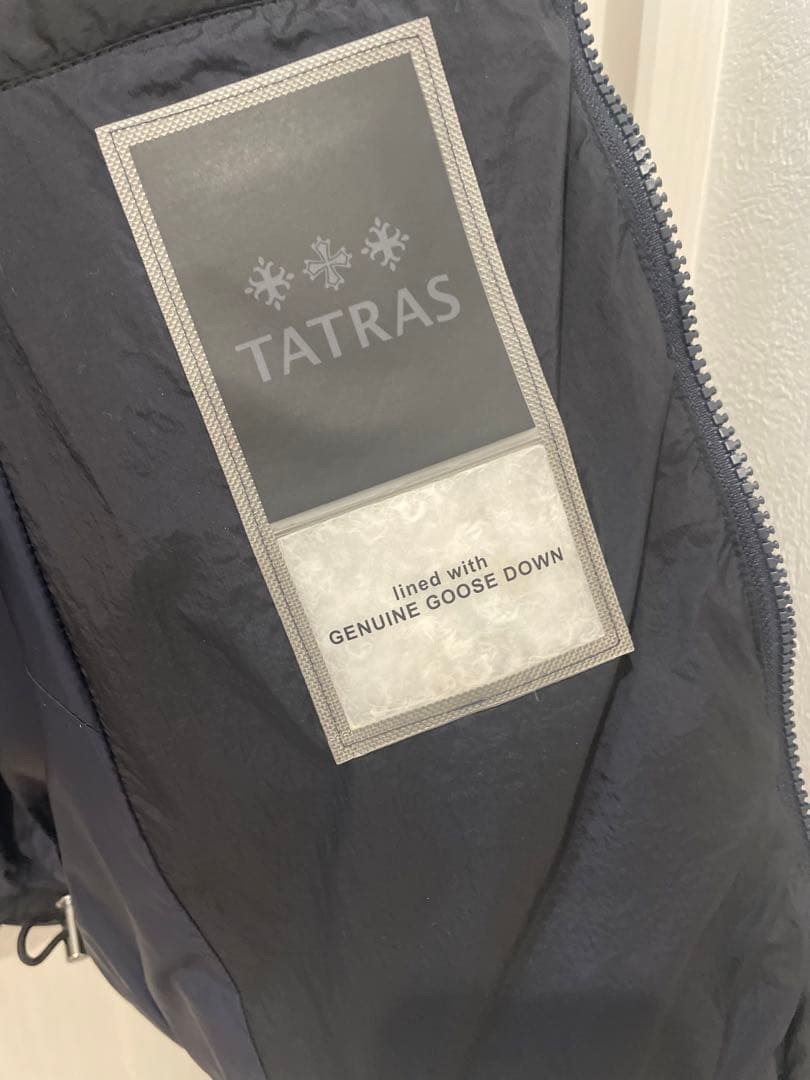 TATRAS
lined with
GENUINE GOOSE DOWN